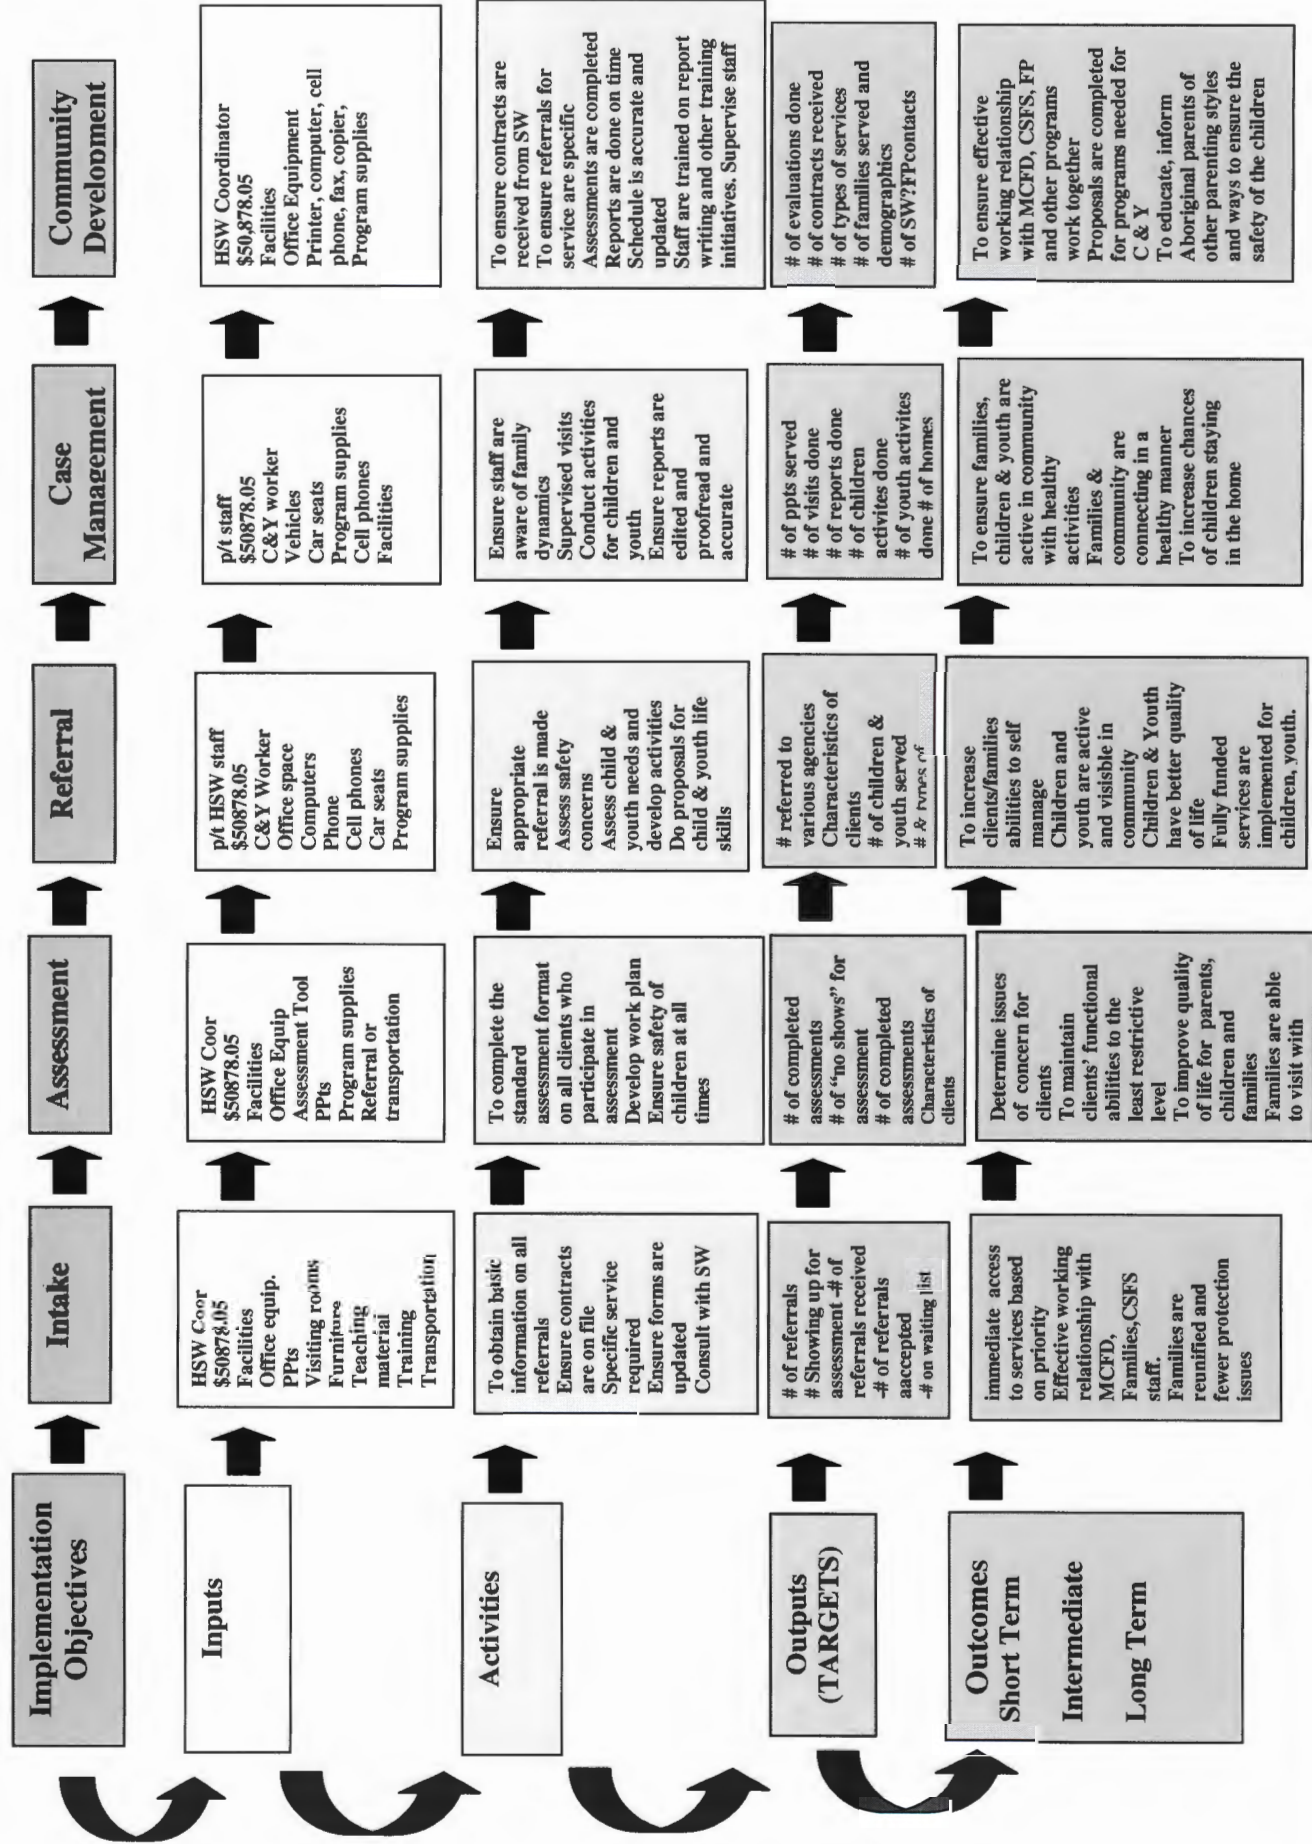 Implementation
Objectives
Intake
Assessment
Referral
Case
Management
Community
Development
Inputs
HSW Coor
$50878.05
Facilities
Office equip.
PPts
Visiting rooms
Furniture
Teaching
material
Training
Transportation
HSW Coor
$50878.05
Facilities
Office Equip
Assessment Tool
PPts
Program supplies
Referral or
transportation
p/t HSW staff
$50878.05
C&Y Worker
Office space
Computers
Phone
Cell phones
Car seats
Program supplies
p/t staff
$50878.05
C&Y worker
Vehicles
Car seats
Program supplies
Cell phones
Facilities
HSW Coordinator
$50,878.05
Facilities
Office Equipment
Printer, computer, cell
phone, fax, copier,
Program supplies
Activities
To obtain basic
information on all
referrals
Ensure contracts
are on file
Specific service
required
Ensure forms are
updated
Consult with SW
To complete the
standard
assessment format
on all clients who
participate in
assessment
Develop work plan
Ensure safety of
children at all
times
Ensure
appropriate
referral is made
Assess safety
concerns
Assess child &
youth needs and
develop activities
Do proposals for
child & youth life
skills
Ensure staff are
aware of family
dynamics
Supervised visits
Conduct activities
for children and
youth
Ensure reports are
edited and
proofread and
accurate
To ensure contracts are
received from SW
To ensure referrals for
service are specific
Assessments are completed
Reports are done on time
Schedule is accurate and
updated
Staff are trained on report
writing and other training
initiatives. Supervise staff
Outputs
(TARGETS)
# of referrals
# Showing up for
assessment -# of
referrals received
-# of referrals
aaccepted
-# on waiting list
# of completed
assessments
# of “no shows” for
assessment
# of completed
assessments
Characteristics of
clients
# referred to
various agencies
Characteristics of
clients
# of children &
youth served
# & types of
# of ppts served
# of visits done
# of reports done
# of children
activites done
# of youth activites
done # of homes
# of evaluations done
# of contracts received
# of types of services
# of families served and
demographics
# of SW?FPcontacts
Outcomes
Short Term
Intermediate
Long Term
immediate access
to services based
on priority
Effective working
relationship with
MCFD,
Families,CSFS
staff.
Families are
reunified and
fewer protection
issues
Determine issues
of concern for
clients
To maintain
clients’ functional
abilities to the
least restrictive
level
To improve quality
of life for parents,
children and
families
Families are able
to visit with
To increase
clients/families
abilities to self
manage
Children and
youth are active
and visible in
community
Children & Youth
have better quality
of life
Fully funded
services are
implemented for
children, youth.
To ensure families,
children & youth are
active in community
with healthy
activities
Families &
community are
connecting in a
healthy manner
To increase chances
of children staying
in the home
To ensure effective
working relationship
with MCFD, CSFS, FP
and other programs
work together
Proposals are completed
for programs needed for
C & Y
To educate, inform
Aboriginal parents of
other parenting styles
and ways to ensure the
safety of the children